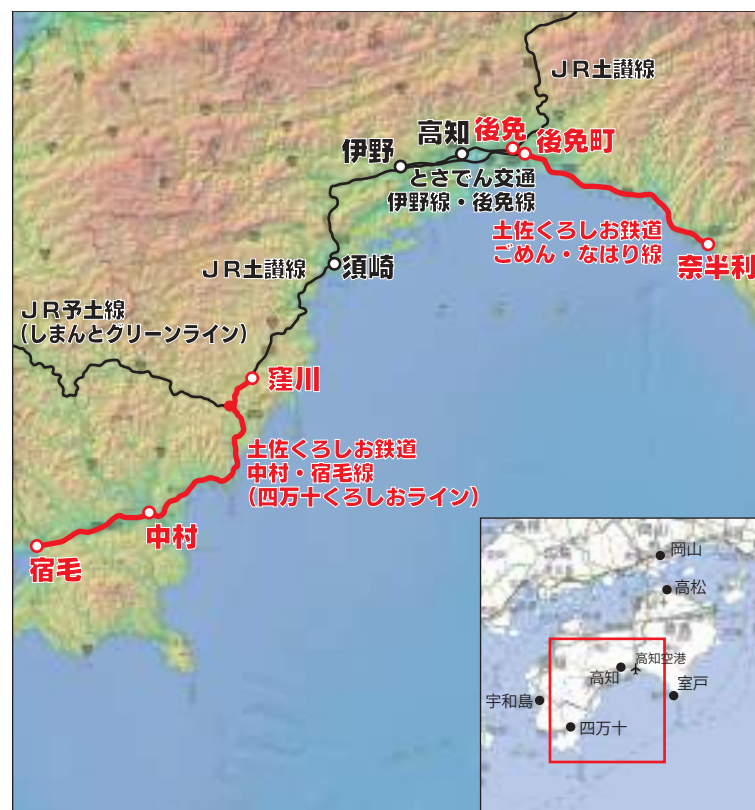 JR土讃線
高知
後免
後免町
伊野
とさでん交通
伊野線・後免線
土佐くろしお鉄道
ごめん・なはり線
奈半利
JR土讃線
須崎
JR予土線
(しまんとグリーンライン)
窪川
土佐くろしお鉄道
中村・宿毛線
(四万十くろしおライン)
中村
宿毛
岡山
高松
高知空港
高知
室戸
宇和島
四万十